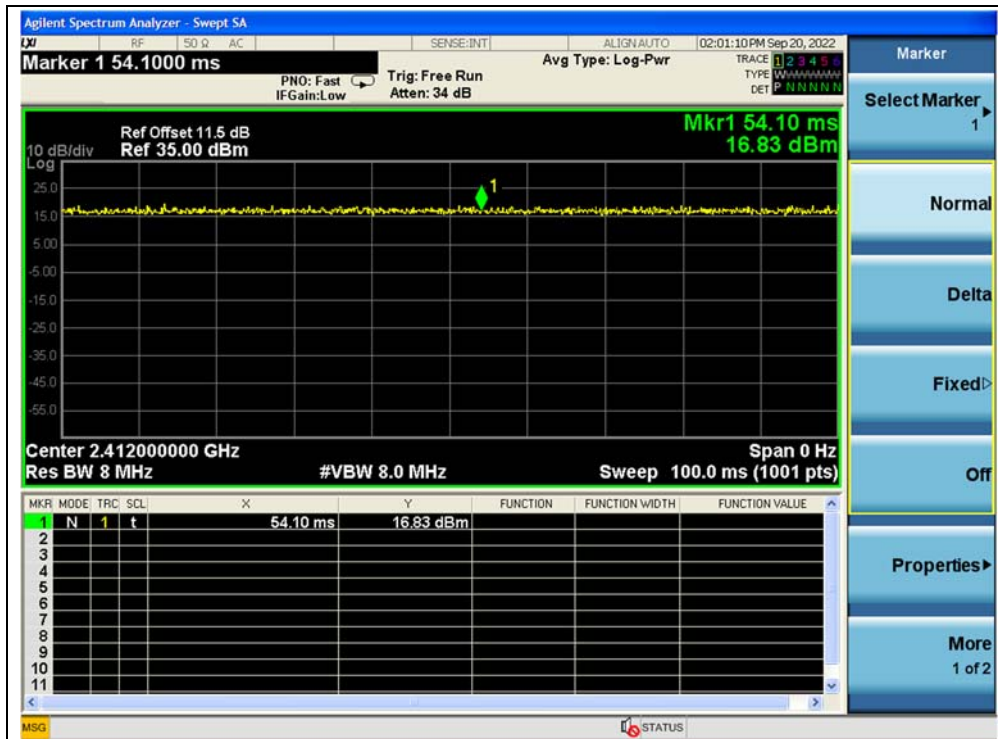 Agilent Spectrum Analyzer - Swept SA
LXI RF 50 Ω AC SENSE:INT ALIGNAUTO 02:01:10 PM Sep 20, 2022
Marker 1 54.1000 ms
PNO: Fast
IFGain:Low
Trig: Free Run
Atten: 34 dB
Avg Type: Log-Pwr
TRACE 1 2 3 4 5 6
TYPE WWWWWW
DET P N N N N N
Mkr1 54.10 ms
16.83 dBm
Ref Offset 11.5 dB
10 dB/div Ref 35.00 dBm
Log
25.0
15.0
5.00
-5.00
-15.0
-25.0
-35.0
-45.0
-55.0
1
Center 2.412000000 GHz Span 0 Hz
Res BW 8 MHz #VBW 8.0 MHz Sweep 100.0 ms (1001 pts)
MKR MODE TRC SCL X Y FUNCTION FUNCTION WIDTH FUNCTION VALUE
1 N 1 t 54.10 ms 16.83 dBm
2
3
4
5
6
7
8
9
10
11
MSG STATUS
Marker
Select Marker
1
Normal
Delta
Fixed
Off
Properties
More
1 of 2